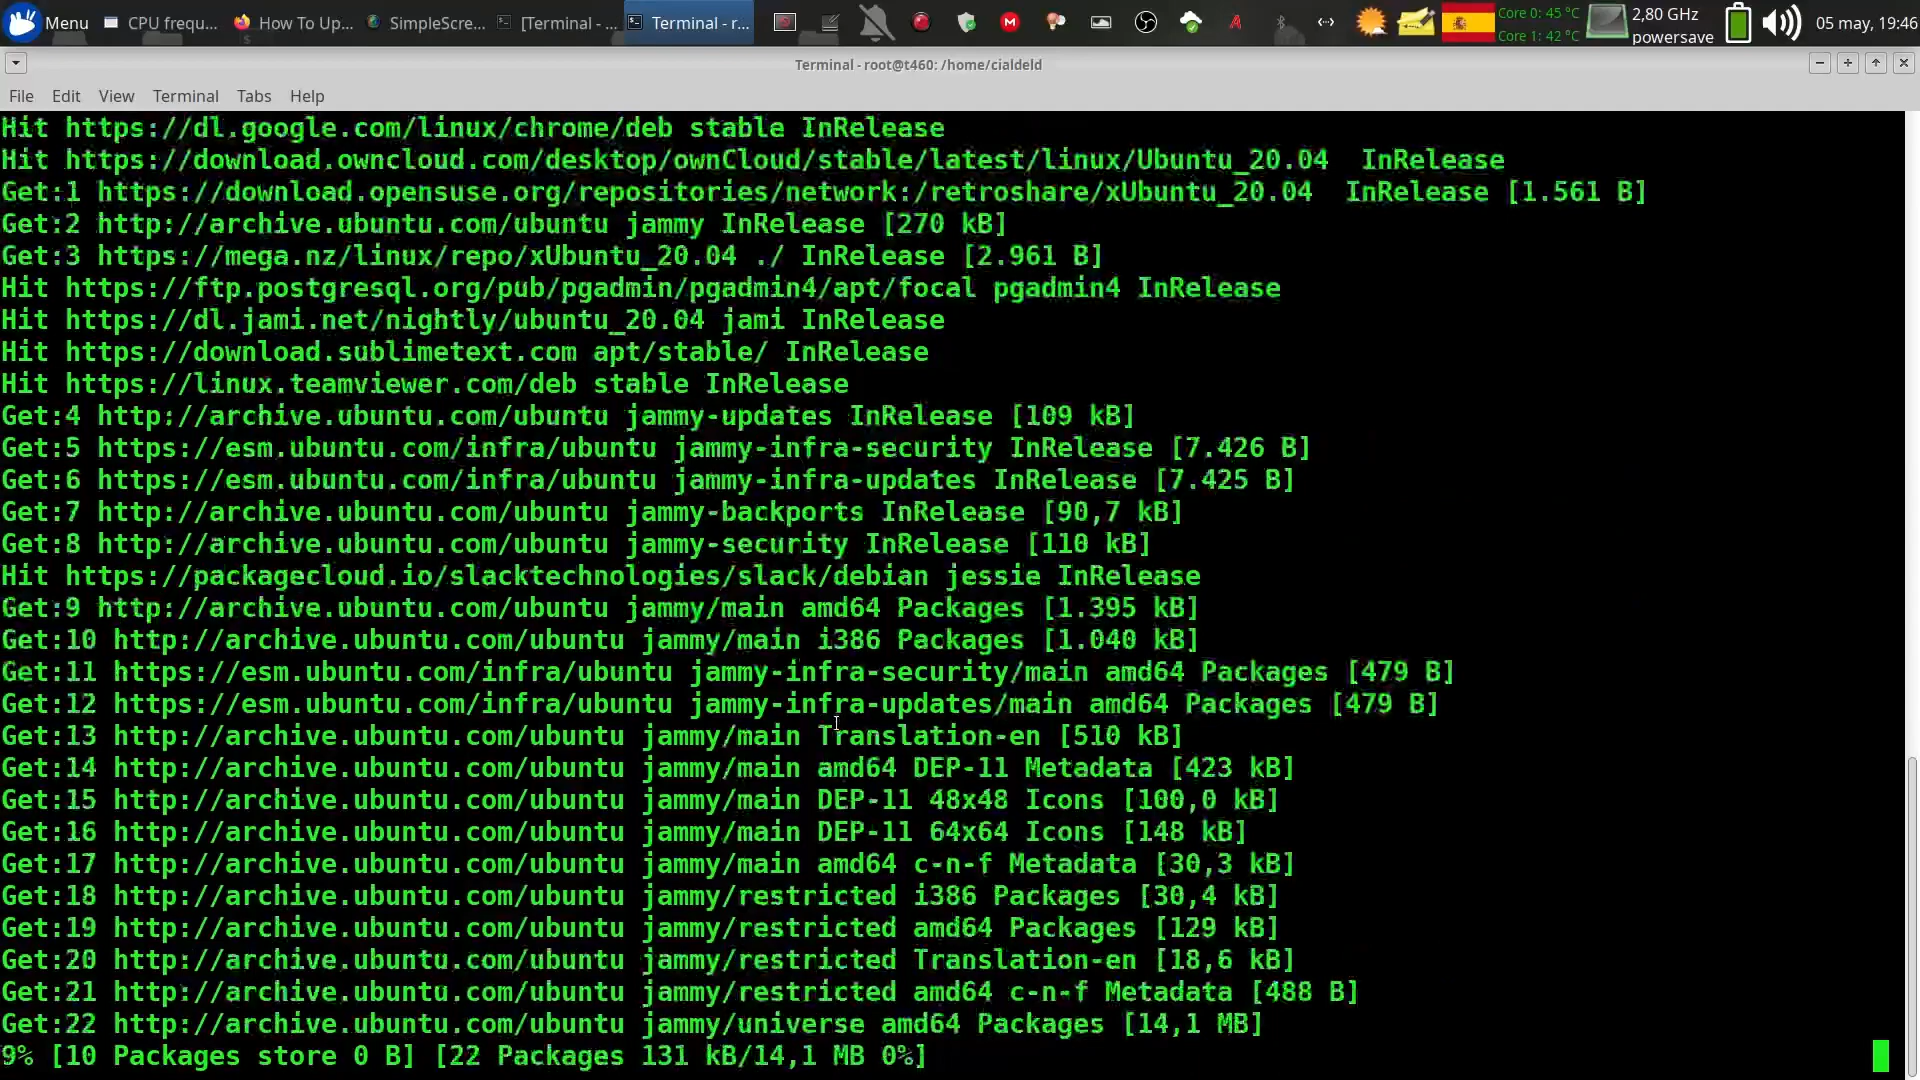 Menu
CPU frequ...
How To Up...
SimpleScre...
[Terminal - ...
Terminal - r...
Core 0: 45 °C
Core 1: 42 °C
2,80 GHz
powersave
05 may, 19:46
Terminal - root@t460: /home/cialdeld
File Edit View Terminal Tabs Help
Hit https://dl.google.com/linux/chrome/deb stable InRelease
Hit https://download.owncloud.com/desktop/ownCloud/stable/latest/linux/Ubuntu_20.04  InRelease
Get:1 https://download.opensuse.org/repositories/network:/retroshare/xUbuntu_20.04  InRelease [1.561 B]
Get:2 http://archive.ubuntu.com/ubuntu jammy InRelease [270 kB]
Get:3 https://mega.nz/linux/repo/xUbuntu_20.04 ./ InRelease [2.961 B]
Hit https://ftp.postgresql.org/pub/pgadmin/pgadmin4/apt/focal pgadmin4 InRelease
Hit https://dl.jami.net/nightly/ubuntu_20.04 jami InRelease
Hit https://download.sublimetext.com apt/stable/ InRelease
Hit https://linux.teamviewer.com/deb stable InRelease
Get:4 http://archive.ubuntu.com/ubuntu jammy-updates InRelease [109 kB]
Get:5 https://esm.ubuntu.com/infra/ubuntu jammy-infra-security InRelease [7.426 B]
Get:6 https://esm.ubuntu.com/infra/ubuntu jammy-infra-updates InRelease [7.425 B]
Get:7 http://archive.ubuntu.com/ubuntu jammy-backports InRelease [90,7 kB]
Get:8 http://archive.ubuntu.com/ubuntu jammy-security InRelease [110 kB]
Hit https://packagecloud.io/slacktechnologies/slack/debian jessie InRelease
Get:9 http://archive.ubuntu.com/ubuntu jammy/main amd64 Packages [1.395 kB]
Get:10 http://archive.ubuntu.com/ubuntu jammy/main i386 Packages [1.040 kB]
Get:11 https://esm.ubuntu.com/infra/ubuntu jammy-infra-security/main amd64 Packages [479 B]
Get:12 https://esm.ubuntu.com/infra/ubuntu jammy-infra-updates/main amd64 Packages [479 B]
Get:13 http://archive.ubuntu.com/ubuntu jammy/main Translation-en [510 kB]
Get:14 http://archive.ubuntu.com/ubuntu jammy/main amd64 DEP-11 Metadata [423 kB]
Get:15 http://archive.ubuntu.com/ubuntu jammy/main DEP-11 48x48 Icons [100,0 kB]
Get:16 http://archive.ubuntu.com/ubuntu jammy/main DEP-11 64x64 Icons [148 kB]
Get:17 http://archive.ubuntu.com/ubuntu jammy/main amd64 c-n-f Metadata [30,3 kB]
Get:18 http://archive.ubuntu.com/ubuntu jammy/restricted i386 Packages [30,4 kB]
Get:19 http://archive.ubuntu.com/ubuntu jammy/restricted amd64 Packages [129 kB]
Get:20 http://archive.ubuntu.com/ubuntu jammy/restricted Translation-en [18,6 kB]
Get:21 http://archive.ubuntu.com/ubuntu jammy/restricted amd64 c-n-f Metadata [488 B]
Get:22 http://archive.ubuntu.com/ubuntu jammy/universe amd64 Packages [14,1 MB]
9% [10 Packages store 0 B] [22 Packages 131 kB/14,1 MB 0%]